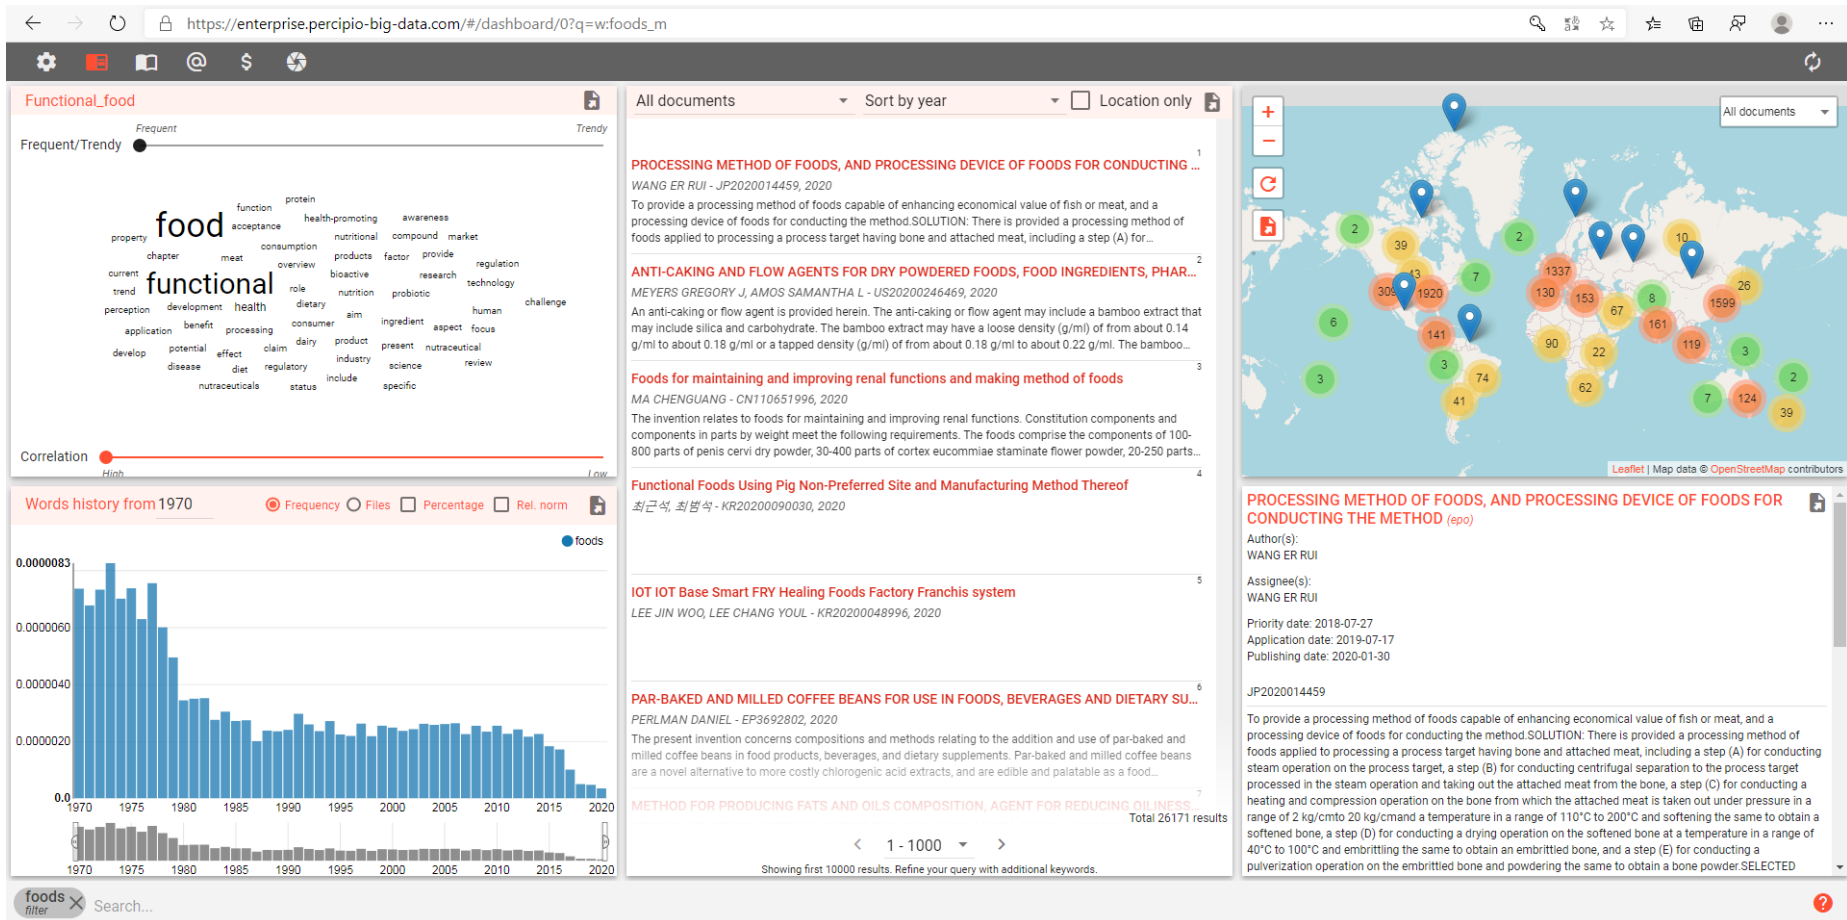 https://enterprise.percipio-big-data.com/#/dashboard/0?q=w:foods_m
Functional_food
Frequent
Trendy
Frequent/Trendy
protein
function
food
health-promoting
awareness
acceptance
property
nutritional
compound
market
consumption
chapter
meat
products
factor
provide
overview
regulation
current
functional
bioactive
research
technology
trend
role
nutrition
probiotic
perception
development
health
dietary
human
challenge
aim
application
benefit
processing
consumer
ingredient
aspect
focus
dairy
product
develop
potential
effect
claim
present
nutraceutical
industry
disease
diet
regulatory
science
review
nutraceuticals
status
include
specific
Correlation
High
Low
Words history from 1970
Frequency
Files
Percentage
Rel. norm
foods
0.0000083
0.0000060
0.0000040
0.0000020
0.0
1970 1975 1980 1985 1990 1995 2000 2005 2010 2015 2020
1970 1975 1980 1985 1990 1995 2000 2005 2010 2015 2020
foods
filter
Search...
All documents
Sort by year
Location only
1
PROCESSING METHOD OF FOODS, AND PROCESSING DEVICE OF FOODS FOR CONDUCTING ...
WANG ER RUI - JP2020014459, 2020
To provide a processing method of foods capable of enhancing economical value of fish or meat, and a
processing device of foods for conducting the method.SOLUTION: There is provided a processing method of
foods applied to processing a process target having bone and attached meat, including a step (A) for...
2
ANTI-CAKING AND FLOW AGENTS FOR DRY POWDERED FOODS, FOOD INGREDIENTS, PHAR...
MEYERS GREGORY J, AMOS SAMANTHA L - US20200246469, 2020
An anti-caking or flow agent is provided herein. The anti-caking or flow agent may include a bamboo extract that
may include silica and carbohydrate. The bamboo extract may have a loose density (g/ml) of from about 0.14
g/ml to about 0.18 g/ml or a tapped density (g/ml) of from about 0.18 g/ml to about 0.22 g/ml. The bamboo...
3
Foods for maintaining and improving renal functions and making method of foods
MA CHENGUANG - CN110651996, 2020
The invention relates to foods for maintaining and improving renal functions. Constitution components and
components in parts by weight meet the following requirements. The foods comprise the components of 100-
800 parts of penis cervi dry powder, 30-400 parts of cortex eucommiae staminate flower powder, 20-250 parts...
4
Functional Foods Using Pig Non-Preferred Site and Manufacturing Method Thereof
최근석, 최범석 - KR20200090030, 2020
5
IOT IOT Base Smart FRY Healing Foods Factory Franchis system
LEE JIN WOO, LEE CHANG YOUL - KR20200048996, 2020
6
PAR-BAKED AND MILLED COFFEE BEANS FOR USE IN FOODS, BEVERAGES AND DIETARY SU...
PERLMAN DANIEL - EP3692802, 2020
The present invention concerns compositions and methods relating to the addition and use of par-baked and
milled coffee beans in food products, beverages, and dietary supplements. Par-baked and milled coffee beans
are a novel alternative to more costly chlorogenic acid extracts, and are edible and palatable as a food...
7
METHOD FOR PRODUCING FATS AND OILS COMPOSITION, AGENT FOR REDUCING OILINESS...
Total 26171 results
1 - 1000
Showing first 10000 results. Refine your query with additional keywords.
+
−
All documents
2
39
2
10
43
7
1337
309
1920
130
153
8
26
1599
67
6
161
141
90
119
22
3
3
3
74
62
2
41
7
124
39
Leaflet | Map data © OpenStreetMap contributors
PROCESSING METHOD OF FOODS, AND PROCESSING DEVICE OF FOODS FOR
CONDUCTING THE METHOD (epo)
Author(s):
WANG ER RUI
Assignee(s):
WANG ER RUI
Priority date: 2018-07-27
Application date: 2019-07-17
Publishing date: 2020-01-30
JP2020014459
To provide a processing method of foods capable of enhancing economical value of fish or meat, and a
processing device of foods for conducting the method.SOLUTION: There is provided a processing method of
foods applied to processing a process target having bone and attached meat, including a step (A) for conducting
steam operation on the process target, a step (B) for conducting centrifugal separation to the process target
processed in the steam operation and taking out the attached meat from the bone, a step (C) for conducting a
heating and compression operation on the bone from which the attached meat is taken out under pressure in a
range of 2 kg/cmto 20 kg/cmand a temperature in a range of 110°C to 200°C and softening the same to obtain a
softened bone, a step (D) for conducting a drying operation on the softened bone at a temperature in a range of
40°C to 100°C and embrittling the same to obtain an embrittled bone, and a step (E) for conducting a
pulverization operation on the embrittled bone and powdering the same to obtain a bone powder.SELECTED
?